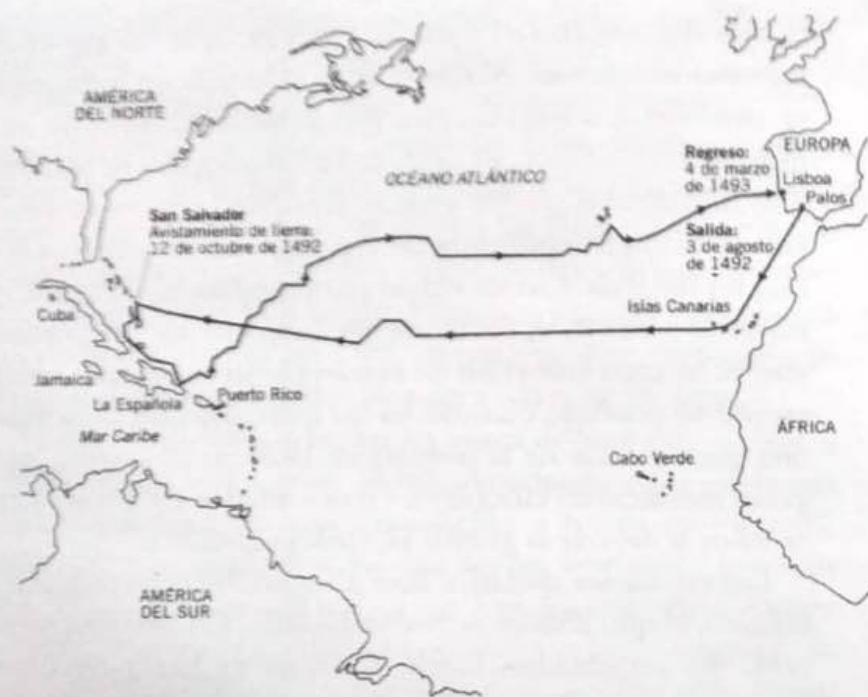 AMÉRICA
DEL NORTE
OCÉANO ATLÁNTICO
Regreso:
4 de marzo
de 1493
EUROPA
Lisboa
Palos
San Salvador
Avistamiento de tierra:
12 de octubre de 1492
Salida:
3 de agosto
de 1492
Islas Canarias
Cuba
Jamaica
La Española
Puerto Rico
Mar Caribe
ÁFRICA
Cabo Verde
AMÉRICA
DEL SUR